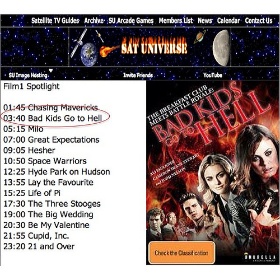 Satellite TV Guides Archive SU Arcade Games Members List News Calendar Contact Us
SAT UNIVERSE
SU Image Hosting Invite Friends YouTube
Film1 Spotlight
01:45 Chasing Mavericks
03:40 Bad Kids Go to Hell
05:15 Milo
07:00 Great Expectations
09:05 Hesher
10:50 Space Warriors
12:25 Hyde Park on Hudson
13:55 Lay the Favourite
15:25 Life of Pi
17:30 The Three Stooges
19:00 The Big Wedding
20:30 Be My Valentine
21:55 Cupid, Inc.
23:20 21 and Over
THE BREAKFAST CLUB
MEETS BATTLE ROYALE!
BAD KIDS
GO TO
HELL
Check the Classification
UMBRELLA